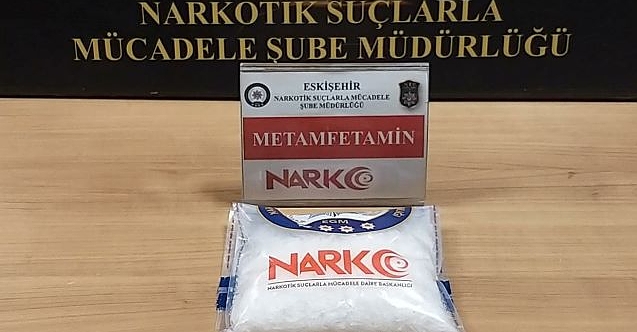 NARKOTİK SUÇLARLA
MÜCADELE ŞUBE MÜDÜRLÜĞÜ
ESKİŞEHİR
NARKOTİK SUÇLARLA MÜCADELE
ŞUBE MÜDÜRLÜĞÜ
METAMFETAMİN
NARKO
EGM
NARKO
NARKOTİK SUÇLARLA MÜCADELE DAİRE BAŞKANLIĞI